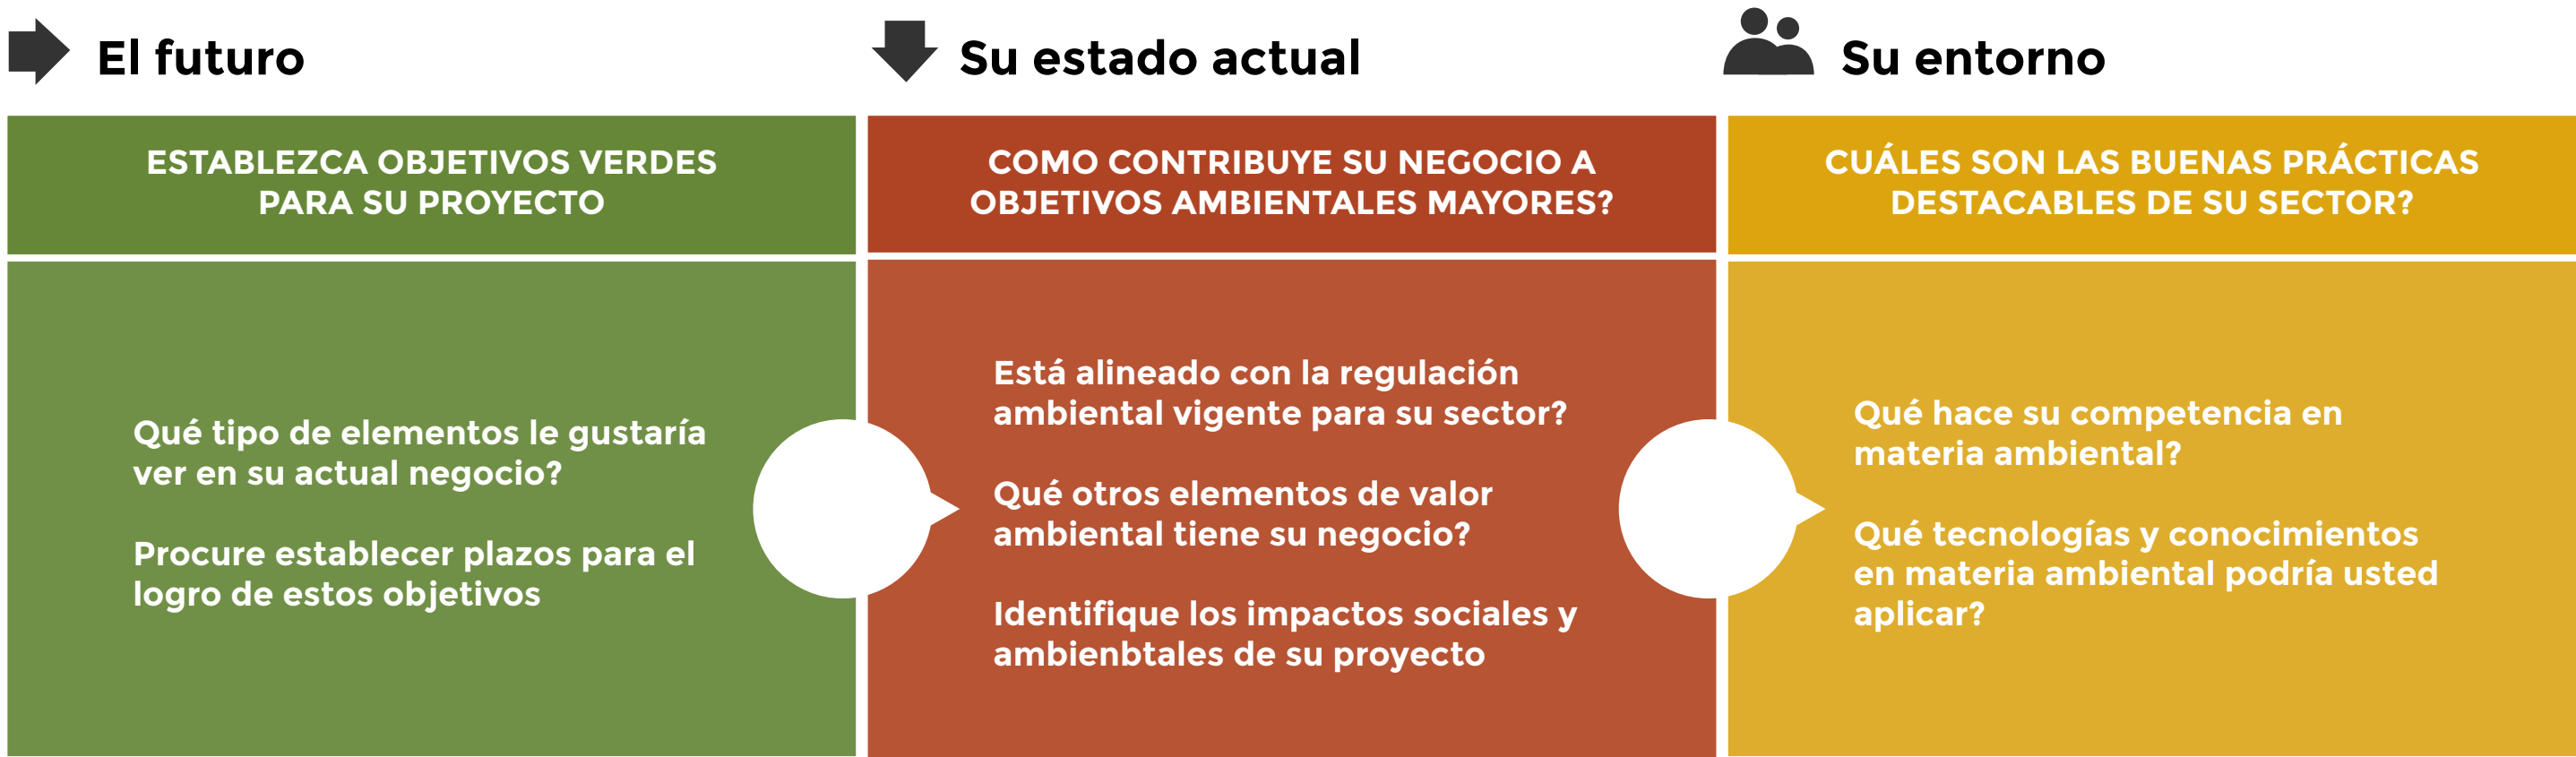 El futuro
ESTABLEZCA OBJETIVOS VERDES
PARA SU PROYECTO
Qué tipo de elementos le gustaría
ver en su actual negocio?
Procure establecer plazos para el
logro de estos objetivos
Su estado actual
COMO CONTRIBUYE SU NEGOCIO A
OBJETIVOS AMBIENTALES MAYORES?
Está alineado con la regulación
ambiental vigente para su sector?
Qué otros elementos de valor
ambiental tiene su negocio?
Identifique los impactos sociales y
ambienbtales de su proyecto
Su entorno
CUÁLES SON LAS BUENAS PRÁCTICAS
DESTACABLES DE SU SECTOR?
Qué hace su competencia en
materia ambiental?
Qué tecnologías y conocimientos
en materia ambiental podría usted
aplicar?